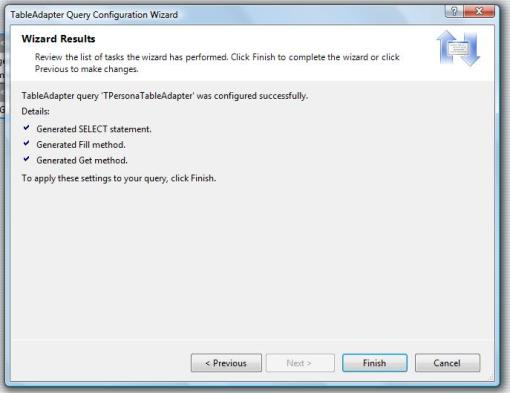 TableAdapter Query Configuration Wizard
Wizard Results
Review the list of tasks the wizard has performed. Click Finish to complete the wizard or click
Previous to make changes.
TableAdapter query 'TPersonaTableAdapter' was configured successfully.
Details:
Generated SELECT statement.
Generated Fill method.
Generated Get method.
To apply these settings to your query, click Finish.
< Previous
Next >
Finish
Cancel